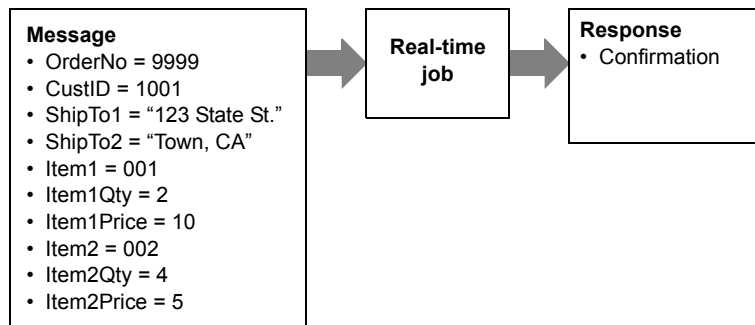 Message
• OrderNo = 9999
• CustID = 1001
• ShipTo1 = “123 State St.”
• ShipTo2 = “Town, CA”
• Item1 = 001
• Item1Qty = 2
• Item1Price = 10
• Item2 = 002
• Item2Qty = 4
• Item2Price = 5
Real-time
job
Response
• Confirmation